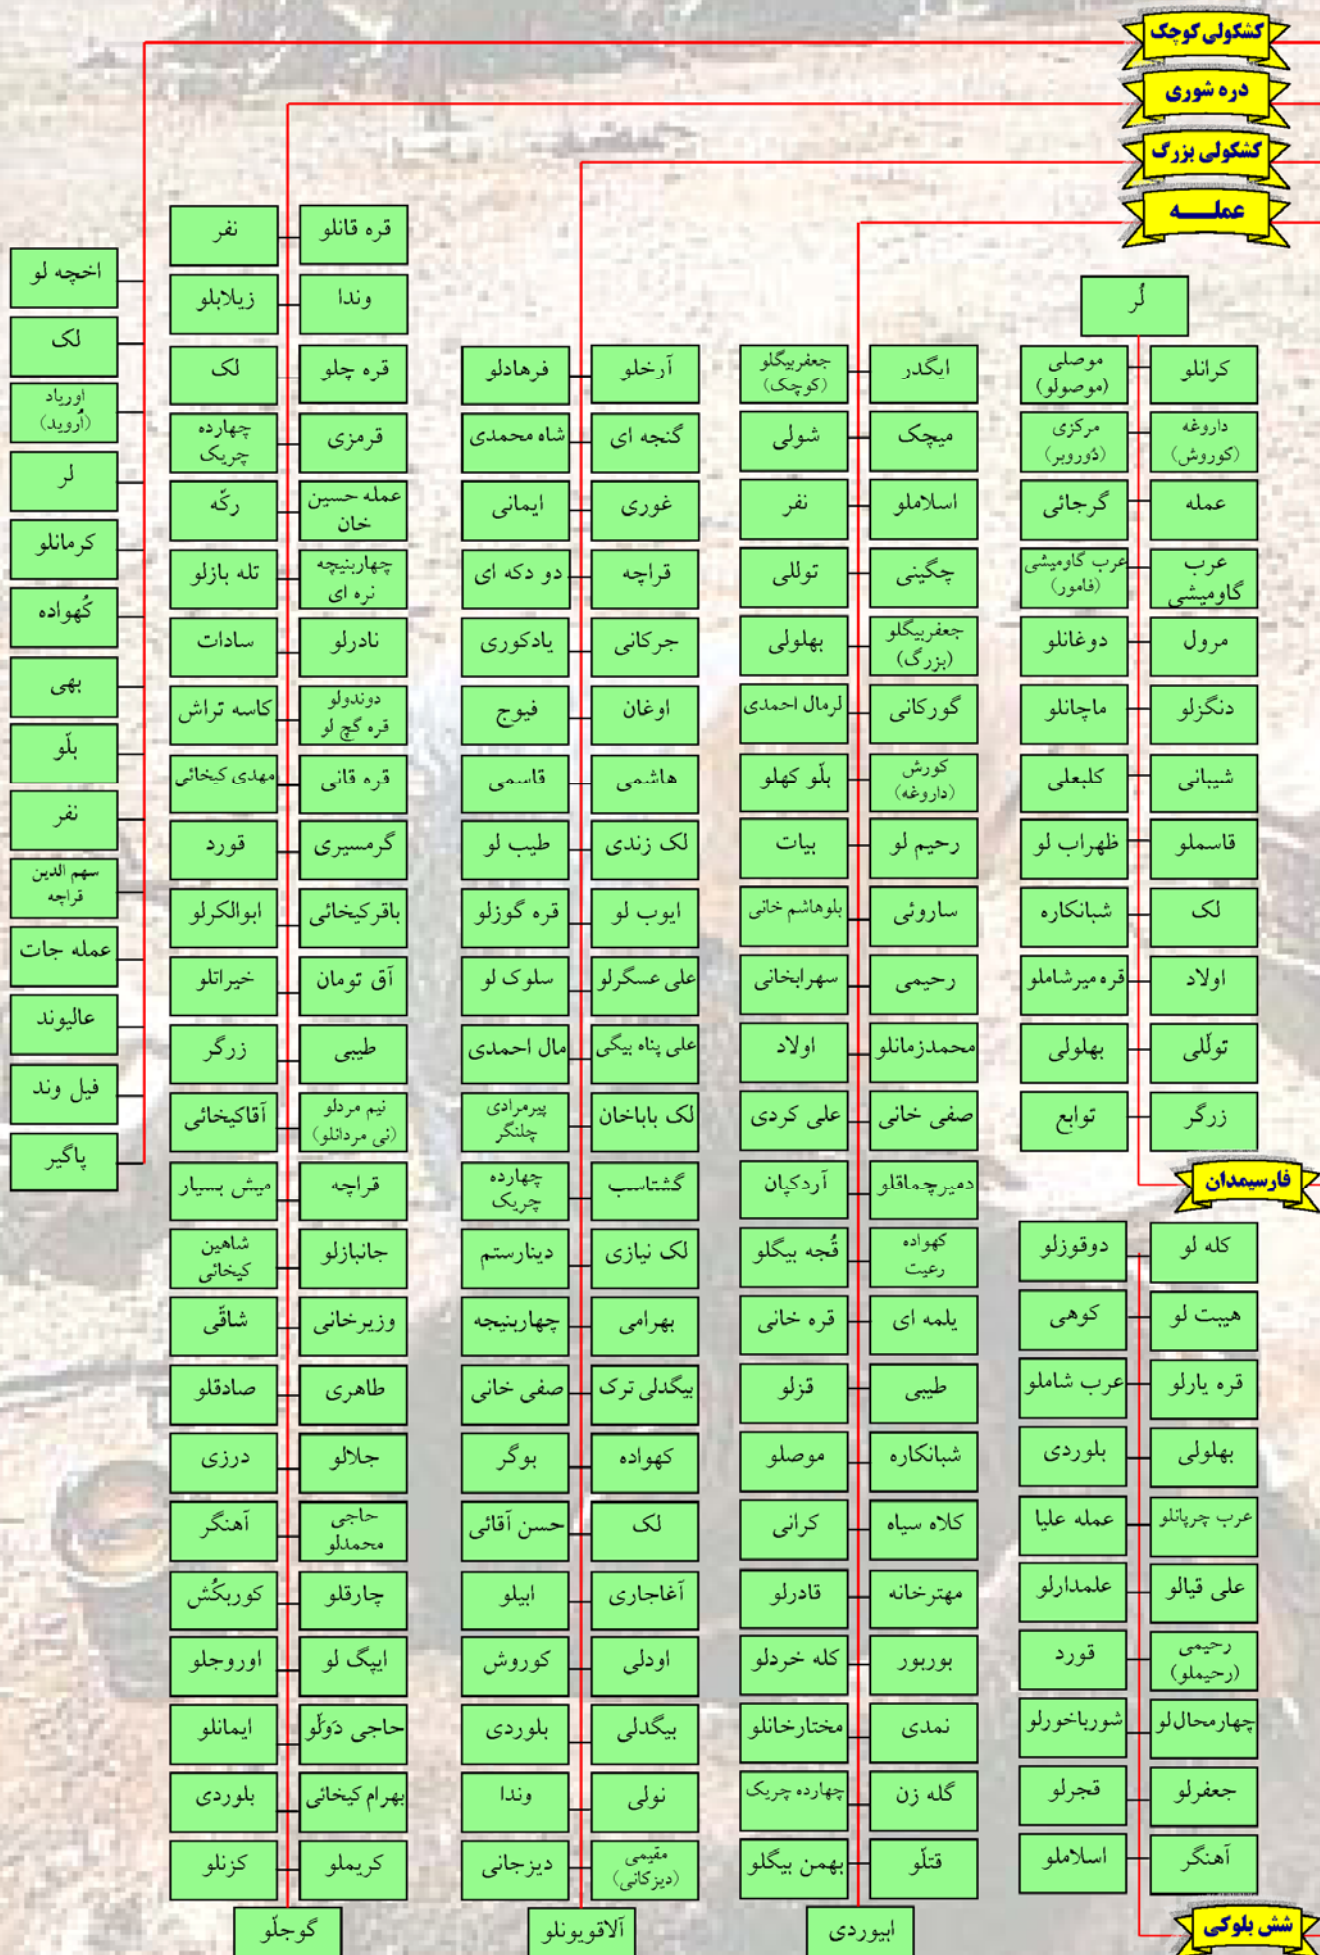 کشکولی کوچک
دره شوری
کشکولی بزرگ
عملـــه
لُر
کرانلو
موصلی
(موصولو)
داروغه
(کوروش)
مرکزی
(دُوروبر)
عمله
گرجائی
عرب
گاومیشی
عرب گاومیشی
(فامور)
مرول
دوغانلو
دنگزلو
ماچانلو
شیبانی
کلبعلی
قاسملو
ظهراب لو
لک
شبانکاره
اولاد
قره میرشاملو
توللّی
بهلولی
زرگر
توابع
فارسیمدان
کله لو
دوقوزلو
هیبت لو
کوهی
قره یارلو
عرب شاملو
بهلولی
بلوردی
عرب چرپانلو
عمله علیا
علی قیالو
علمدارلو
رحیمی
(رحیملو)
قورد
چهارمحال لو
شورباخورلو
جعفرلو
قجرلو
آهنگر
اسلاملو
شش بلوکی
ایگدر
جعفربیگلو
(کوچک)
میچک
شولی
اسلاملو
نفر
چگینی
توللی
جعفربیگلو
(بزرگ)
بهلولی
گورکانی
لرمال احمدی
کورش
(داروغه)
بلّو کهلو
رحیم لو
بیات
ساروئی
بلوهاشم خانی
رحیمی
سهرابخانی
محمدزمانلو
اولاد
صفی خانی
علی کردی
دمیرچماقلو
آردکپان
کهواده
رعیت
قُجه بیگلو
یلمه ای
قره خانی
طیبی
قزلو
شبانکاره
موصلو
کلاه سیاه
کرانی
مهترخانه
قادرلو
بوربور
کله خردلو
نمدی
مختارخانلو
گله زن
چهارده چریک
قتلّو
بهمن بیگلو
ابیوردی
آرخلو
فرهادلو
گنجه ای
شاه محمدی
غوری
ایمانی
قراچه
دو دکه ای
جرکانی
یادکوری
اوغان
فیوج
هاشمی
قاسمی
لک زندی
طیب لو
ایوب لو
قره گوزلو
علی عسگرلو
سلوک لو
علی پناه بیگی
مال احمدی
لک باباخان
پیرمرادی
چلنگر
گشتاسب
چهارده
چریک
لک نیازی
دینارستم
بهرامی
چهاربنیجه
بیگدلی ترک
صفی خانی
کهواده
بوگر
لک
حسن آقائی
آغاجاری
ابیلو
اودلی
کوروش
بیگدلی
بلوردی
نولی
وندا
مقیمی
(دیزکانی)
دیزجانی
آلاقویونلو
قره قانلو
نفر
وندا
زیلابلو
قره چلو
لک
قرمزی
چهارده
چریک
عمله حسین
خان
رکّه
چهاربنیچه
نره ای
تله بازلو
نادرلو
سادات
دوندولو
قره گچ لو
کاسه تراش
قره قانی
مهدی کیخائی
گرمسیری
قورد
باقرکیخائی
ابوالکرلو
آق تومان
خیراتلو
طیبی
زرگر
نیم مردلو
(نی مردانلو)
آقاکیخائی
قراچه
میش بسیار
جانبازلو
شاهین
کیخائی
وزیرخانی
شاقّی
طاهری
صادقلو
جلالو
درزی
حاجی
محمدلو
آهنگر
چارقلو
کوربکُش
ایپگ لو
اوروجلو
حاجی دَولّو
ایمانلو
بهرام کیخائی
بلوردی
کریملو
کزنلو
گوجلّو
اخچه لو
لک
اوریاد
(اُروید)
لر
کرمانلو
کُهواده
بهی
بلّو
نفر
سهم الدین
قراچه
عمله جات
عالیوند
فیل وند
پاگیر